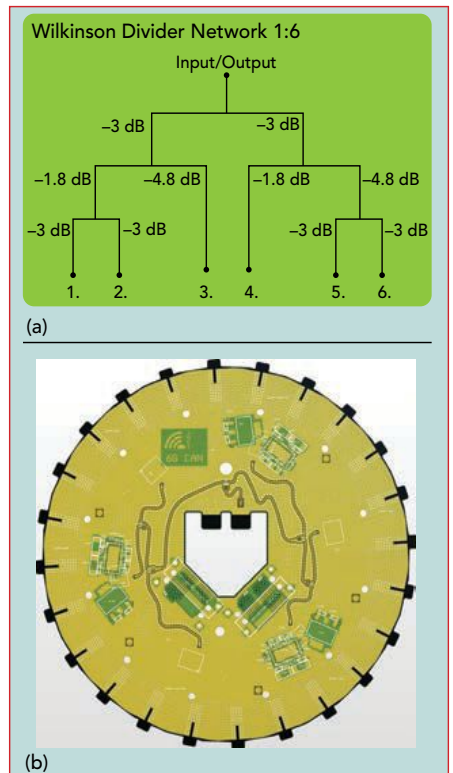 Wilkinson Divider Network 1:6
Input/Output
–3 dB –3 dB
–1.8 dB –4.8 dB –1.8 dB –4.8 dB
–3 dB –3 dB –3 dB –3 dB
1. 2. 3. 4. 5. 6.
(a)
6G CAN
(b)